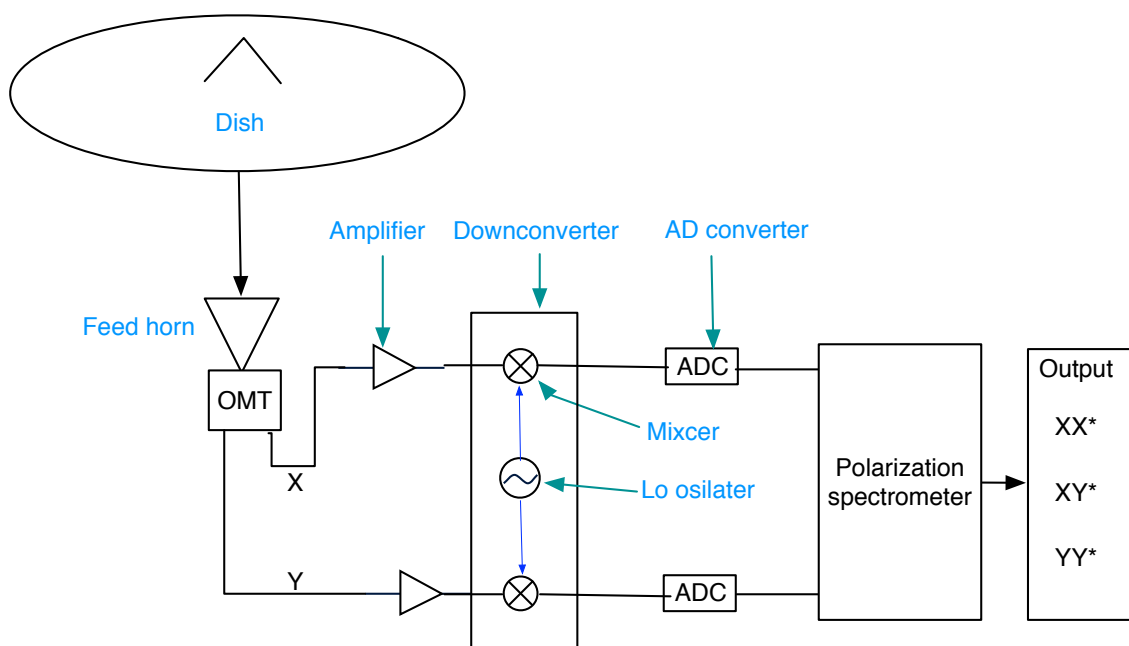 Dish
Amplifier
Downconverter
AD converter
Feed horn
OMT
ADC
Output
XX*
Mixcer
X
Lo osilater
Polarization
spectrometer
XY*
YY*
Y
ADC